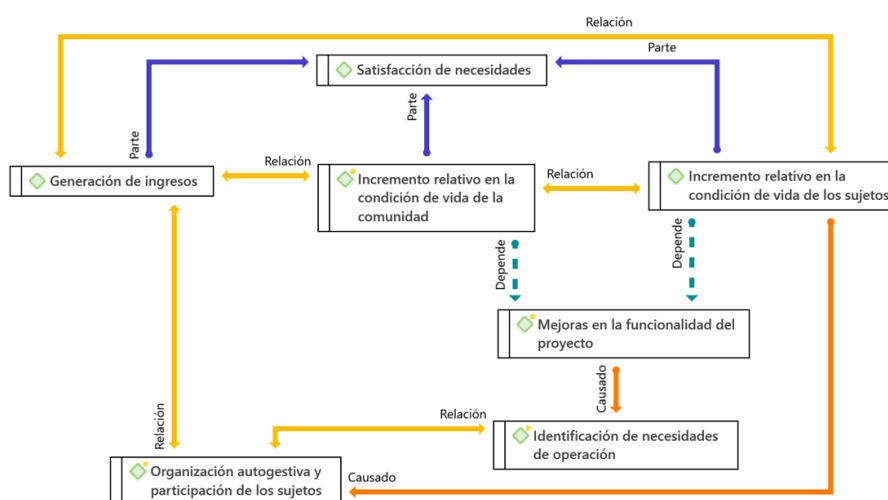 Relación
Parte
Satisfacción de necesidades
Parte
Parte
Relación
Generación de ingresos
Incremento relativo en la
condición de vida de la
comunidad
Relación
Incremento relativo en la
condición de vida de los sujetos
Depende
Depende
Mejoras en la funcionalidad del
proyecto
Causado
Relación
Relación
Identificación de necesidades
de operación
Organización autogestiva y
participación de los sujetos
Causado